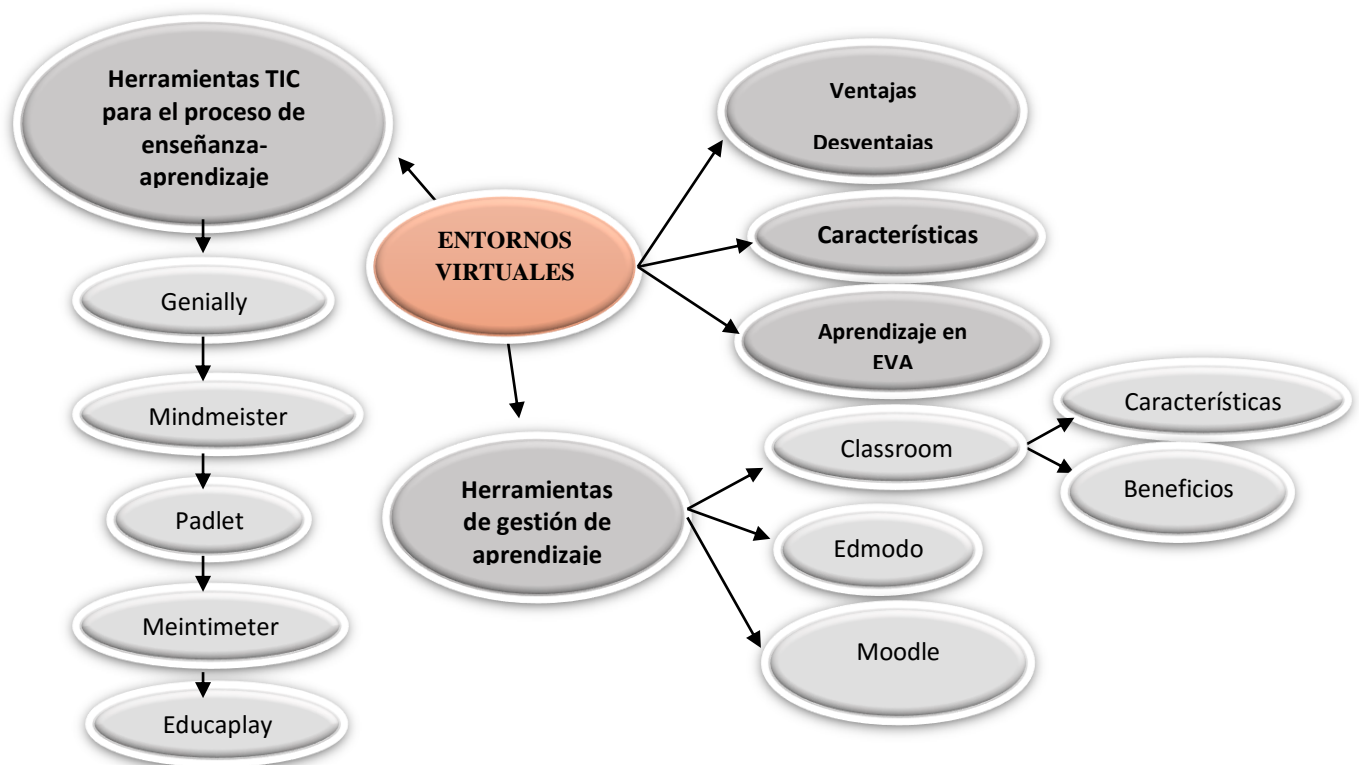 Herramientas TIC
para el proceso de
enseñanza-
aprendizaje
Genially
Mindmeister
Padlet
Meintimeter
Educaplay
ENTORNOS
VIRTUALES
Ventajas
Desventajas
Características
Aprendizaje en
EVA
Herramientas
de gestión de
aprendizaje
Classroom
Características
Beneficios
Edmodo
Moodle